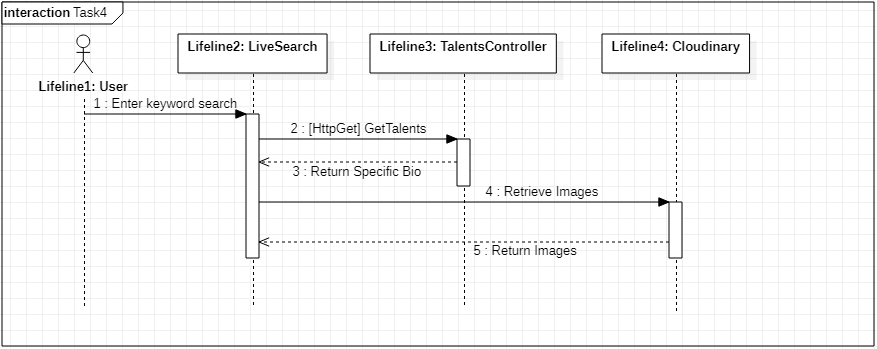 interaction Task4
Lifeline1: User
Lifeline2: LiveSearch
Lifeline3: TalentsController
Lifeline4: Cloudinary
1 : Enter keyword search
2 : [HttpGet] GetTalents
3 : Return Specific Bio
4 : Retrieve Images
5 : Return Images